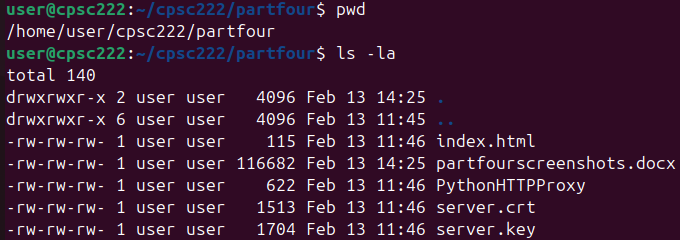 user@cpsc222:~/cpsc222/partfour$ pwd
/home/user/cpsc222/partfour
user@cpsc222:~/cpsc222/partfour$ ls -la
total 140
drwxrwxr-x 2 user user   4096 Feb 13 14:25 .
drwxrwxr-x 6 user user   4096 Feb 13 11:45 ..
-rw-rw-rw- 1 user user    115 Feb 13 11:46 index.html
-rw-rw-rw- 1 user user 116682 Feb 13 14:25 partfourscreenshots.docx
-rw-rw-rw- 1 user user    622 Feb 13 11:46 PythonHTTPProxy
-rw-rw-rw- 1 user user   1513 Feb 13 11:46 server.crt
-rw-rw-rw- 1 user user   1704 Feb 13 11:46 server.key